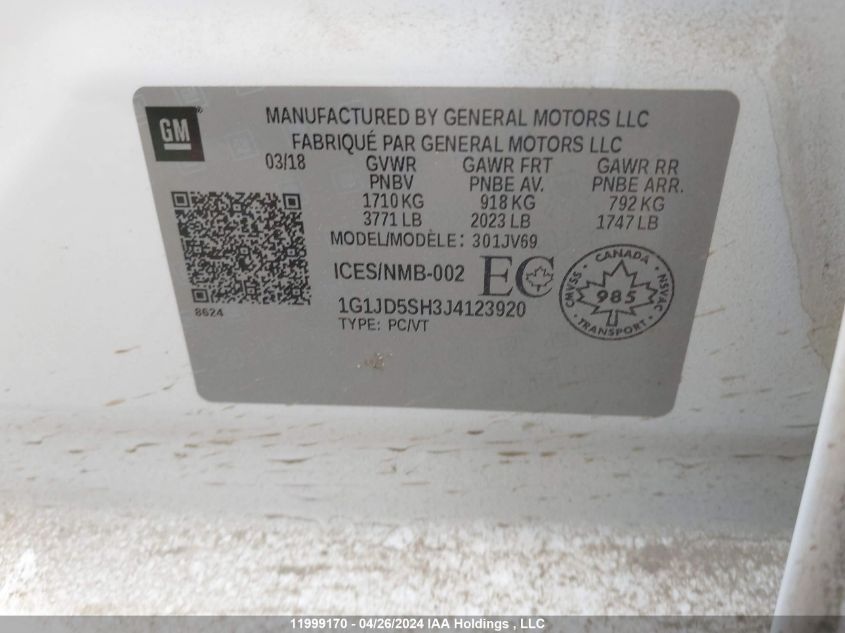 GM
MANUFACTURED BY GENERAL MOTORS LLC
FABRIQUÉ PAR GENERAL MOTORS LLC
03/18 GVWR GAWR FRT GAWR RR
PNBV PNBE AV. PNBE ARR.
1710 KG 918 KG 792 KG
3771 LB 2023 LB 1747 LB
MODEL/MODÈLE: 301JV69
ICES/NMB-002 EC
CANADA
CMVSS 985 NSVAC
TRANSPORT
8624
1G1JD5SH3J4123920
TYPE: PC/VT
11999170 - 04/26/2024 IAA Holdings , LLC